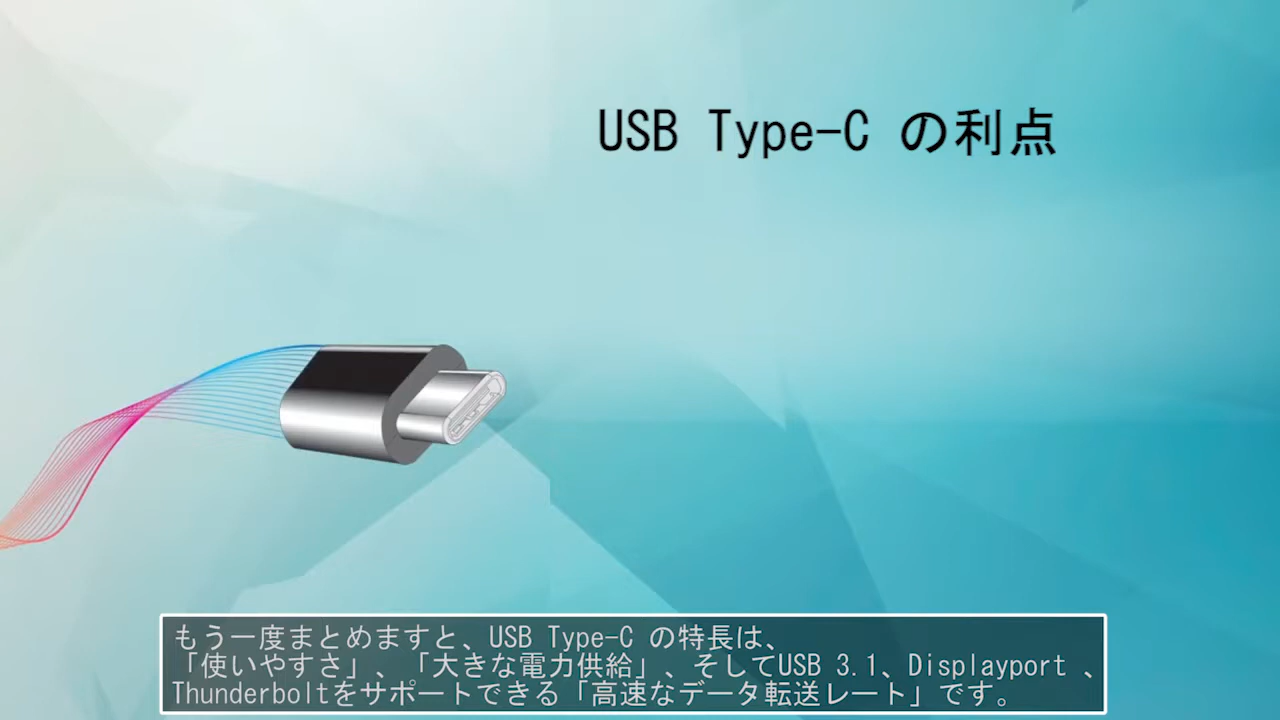 USB Type-C の利点
もう一度まとめますと、USB Type-C の特長は、
「使いやすさ」、「大きな電力供給」、そしてUSB 3.1、Displayport 、
Thunderboltをサポートできる「高速なデータ転送レート」です。